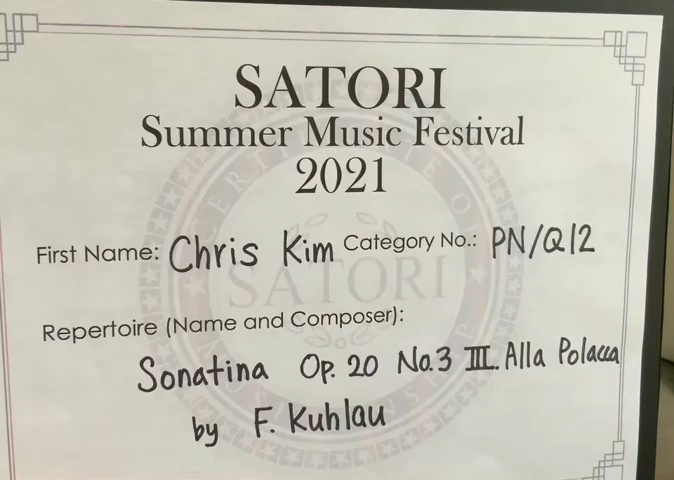 SATORI
Summer Music Festival
2021
First Name: Chris Kim Category No.: PN/Q12
SATORI
Repertoire (Name and Composer):
Sonatina Op. 20 No.3 III. Alla Polacca
by F. Kuhlau